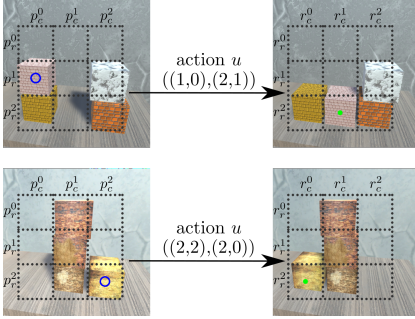 p_c^0 p_c^1 p_c^2
p_r^0
p_r^1
p_r^2
action u
((1,0),(2,1))
r_c^0 r_c^1 r_c^2
r_r^0
r_r^1
r_r^2
p_c^0 p_c^1 p_c^2
p_r^0
p_r^1
p_r^2
action u
((2,2),(2,0))
r_c^0 r_c^1 r_c^2
r_r^0
r_r^1
r_r^2